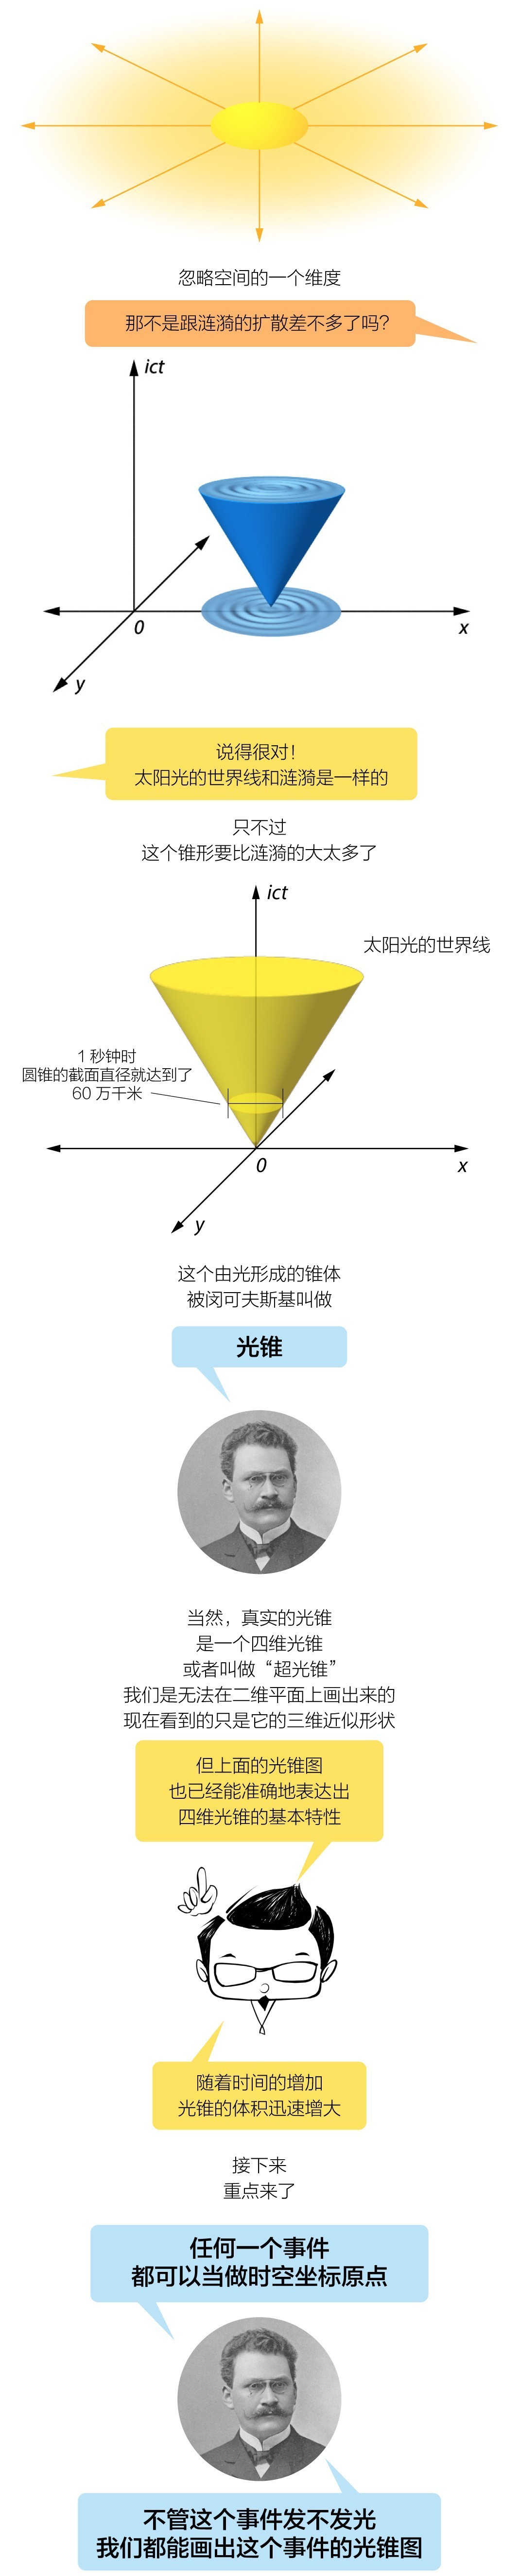 忽略空间的一个维度
那不是跟涟漪的扩散差不多了吗？
ict
0
x
y
说得很对！
太阳光的世界线和涟漪是一样的
只不过
这个锥形要比涟漪的大太多了
ict
太阳光的世界线
1 秒钟时
圆锥的截面直径就达到了
60 万千米
0
x
y
这个由光形成的锥体
被闵可夫斯基叫做
光锥
当然，真实的光锥
是一个四维光锥
或者叫做“超光锥”
我们是无法在二维平面上画出来的
现在看到的只是它的三维近似形状
但上面的光锥图
也已经能准确地表达出
四维光锥的基本特性
随着时间的增加
光锥的体积迅速增大
接下来
重点来了
任何一个事件
都可以当做时空坐标原点
不管这个事件发不发光
我们都能画出这个事件的光锥图